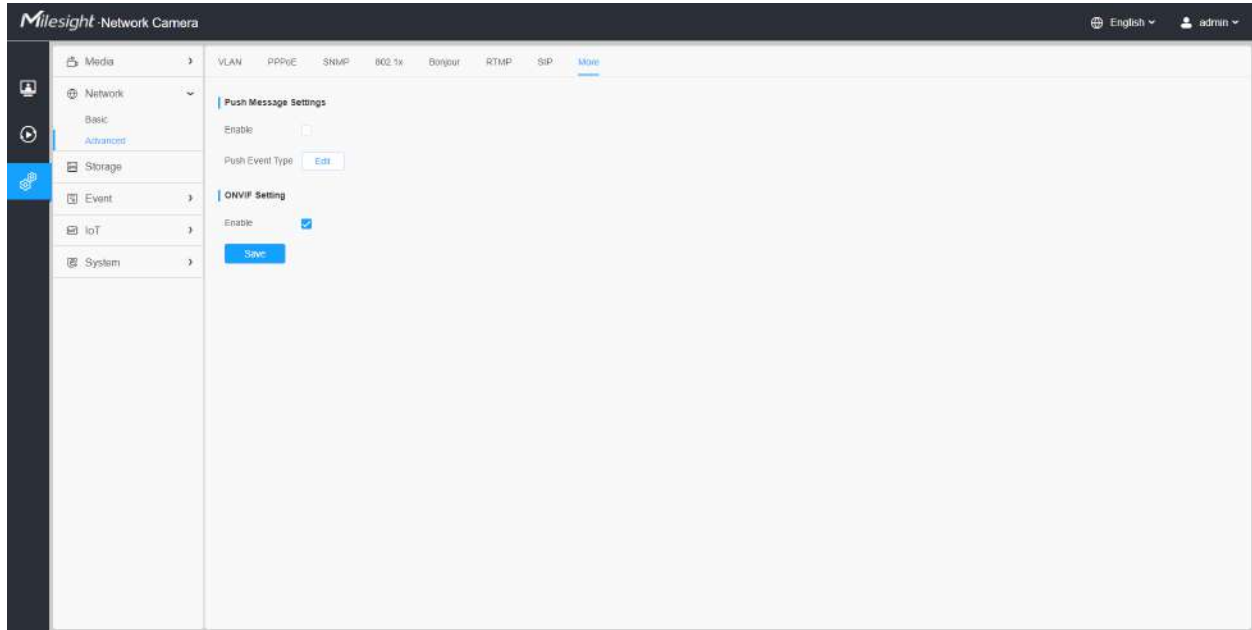 Milesight ·Network Camera
English
admin
Media
Network
Basic
Advanced
Storage
Event
IoT
System
VLAN PPPoE SNMP 802.1x Bonjour RTMP SIP More
Push Message Settings
Enable
Push Event Type Edit
ONVIF Setting
Enable
Save